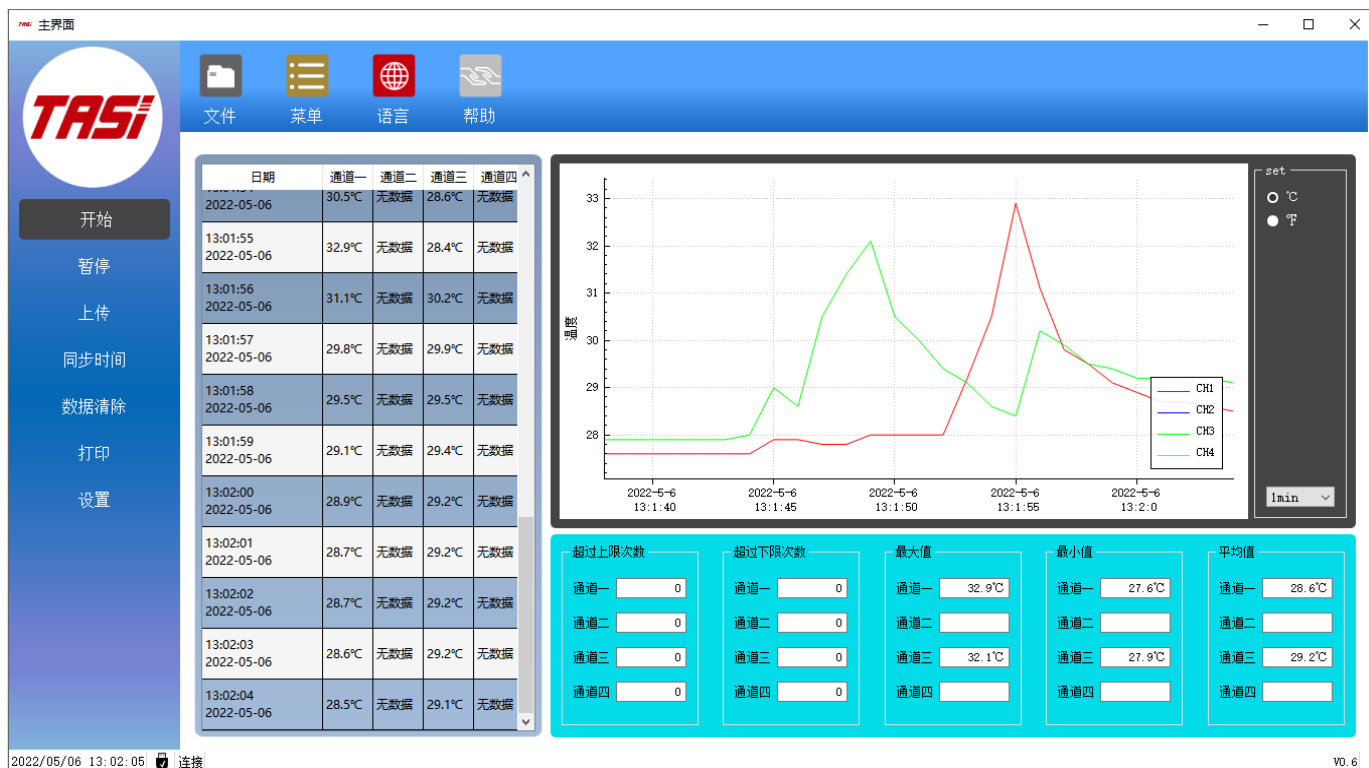 TASI 主界面
TASi
文件 菜单 语言 帮助
开始
暂停
上传
同步时间
数据清除
打印
设置
日期 通道一 通道二 通道三 通道四
2022-05-06 30.5℃ 无数据 28.6℃ 无数据
13:01:55
2022-05-06 32.9℃ 无数据 28.4℃ 无数据
13:01:56
2022-05-06 31.1℃ 无数据 30.2℃ 无数据
13:01:57
2022-05-06 29.8℃ 无数据 29.9℃ 无数据
13:01:58
2022-05-06 29.5℃ 无数据 29.5℃ 无数据
13:01:59
2022-05-06 29.1℃ 无数据 29.4℃ 无数据
13:02:00
2022-05-06 28.9℃ 无数据 29.2℃ 无数据
13:02:01
2022-05-06 28.7℃ 无数据 29.2℃ 无数据
13:02:02
2022-05-06 28.7℃ 无数据 29.2℃ 无数据
13:02:03
2022-05-06 28.6℃ 无数据 29.2℃ 无数据
13:02:04
2022-05-06 28.5℃ 无数据 29.1℃ 无数据
温度
33
32
31
30
29
28
2022-5-6 2022-5-6 2022-5-6 2022-5-6 2022-5-6
13:1:40 13:1:45 13:1:50 13:1:55 13:2:0
CH1
CH2
CH3
CH4
set
℃
℉
1min
超过上限次数
通道一 0
通道二 0
通道三 0
通道四 0
超过下限次数
通道一 0
通道二 0
通道三 0
通道四 0
最大值
通道一 32.9℃
通道二
通道三 32.1℃
通道四
最小值
通道一 27.6℃
通道二
通道三 27.9℃
通道四
平均值
通道一 28.6℃
通道二
通道三 29.2℃
通道四
2022/05/06 13:02:05 连接 V0.6